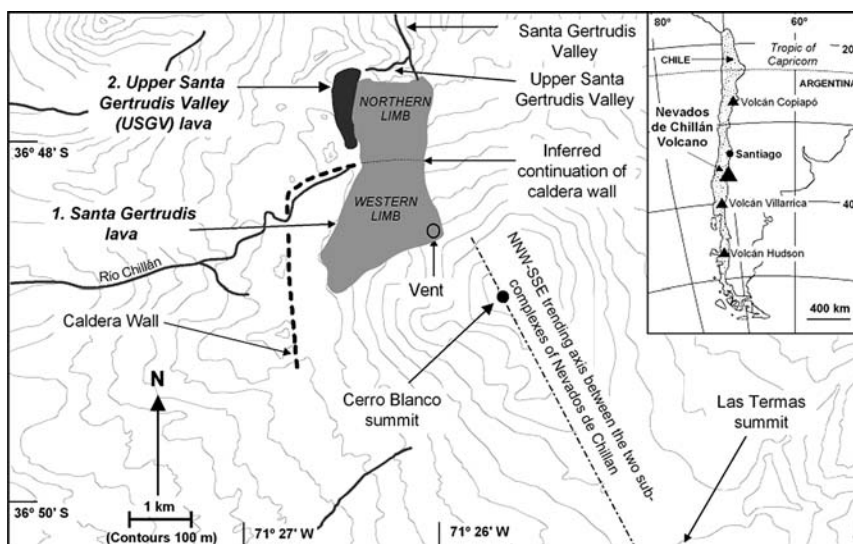 Santa Gertrudis
Valley
2. Upper Santa
Gertrudis Valley
(USGV) lava
Upper Santa
Gertrudis Valley
NORTHERN
LIMB
36º 48' S
Inferred
continuation of
caldera wall
1. Santa Gertrudis
lava
WESTERN
LIMB
Río Chillán
Vent
Caldera Wall
NNW-SSE trending axis between the two sub-
complexes of Nevados de Chillan
N
Cerro Blanco
summit
Las Termas
summit
36º 50' S
1 km
(Contours 100 m)
71º 27' W
71º 26' W
80º
60º
20
Tropic of
Capricorn
CHILE
ARGENTINA
Volcán Copiapó
Nevados
de Chillán
Volcano
Santiago
Volcán Villarrica
40
Volcán Hudson
400 km